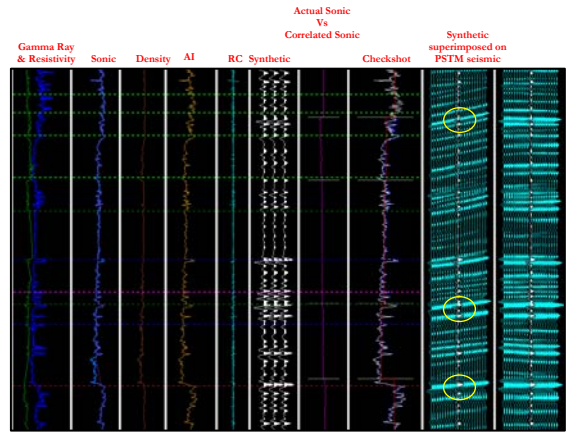 Actual Sonic
Vs
Correlated Sonic
Synthetic
superimposed on
PSTM seismic
Gamma Ray
& Resistivity
Sonic
Density
AI
RC
Synthetic
Checkshot